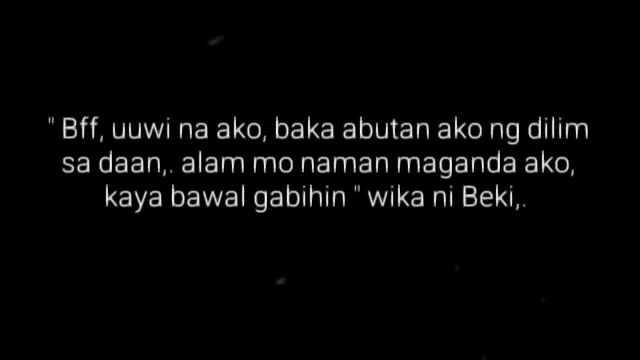 " Bff, uuwi na ako, baka abutan ako ng dilim
sa daan,. alam mo naman maganda ako,
kaya bawal gabihin " wika ni Beki,.